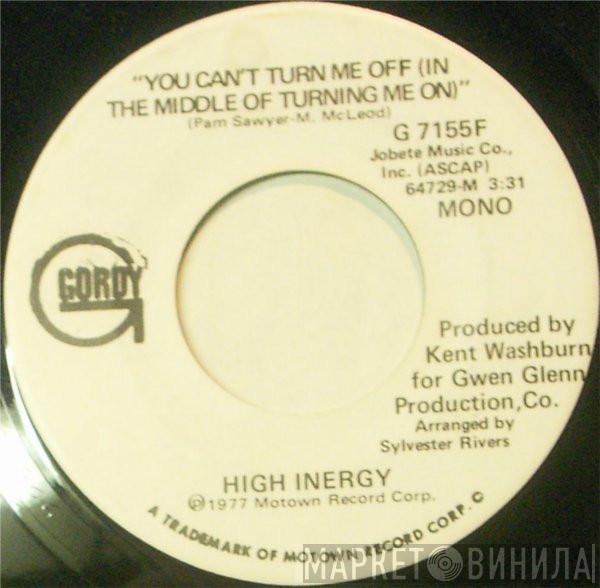 "YOU CAN'T TURN ME OFF (IN
THE MIDDLE OF TURNING ME ON)"
(Pam Sawyer-M. McLeod)
G 7155F
Jobete Music Co.,
Inc. (ASCAP)
64729-M 3:31
MONO
GORDY
Produced by
Kent Washburn
for Gwen Glenn
Production,Co.
Arranged by
Sylvester Rivers
HIGH INERGY
℗1977 Motown Record Corp.
A TRADEMARK OF MOTOWN RECORD CORP. ©
МАРКЕТ ВИНИЛА